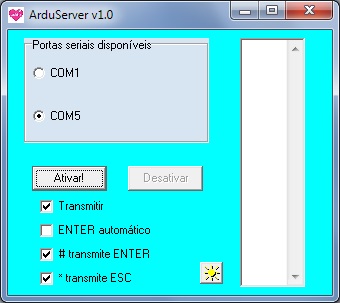 ArduServer v1.0
Portas seriais disponíveis
COM1
COM5
Ativar!
Desativar
Transmitir
ENTER automático
# transmite ENTER
* transmite ESC